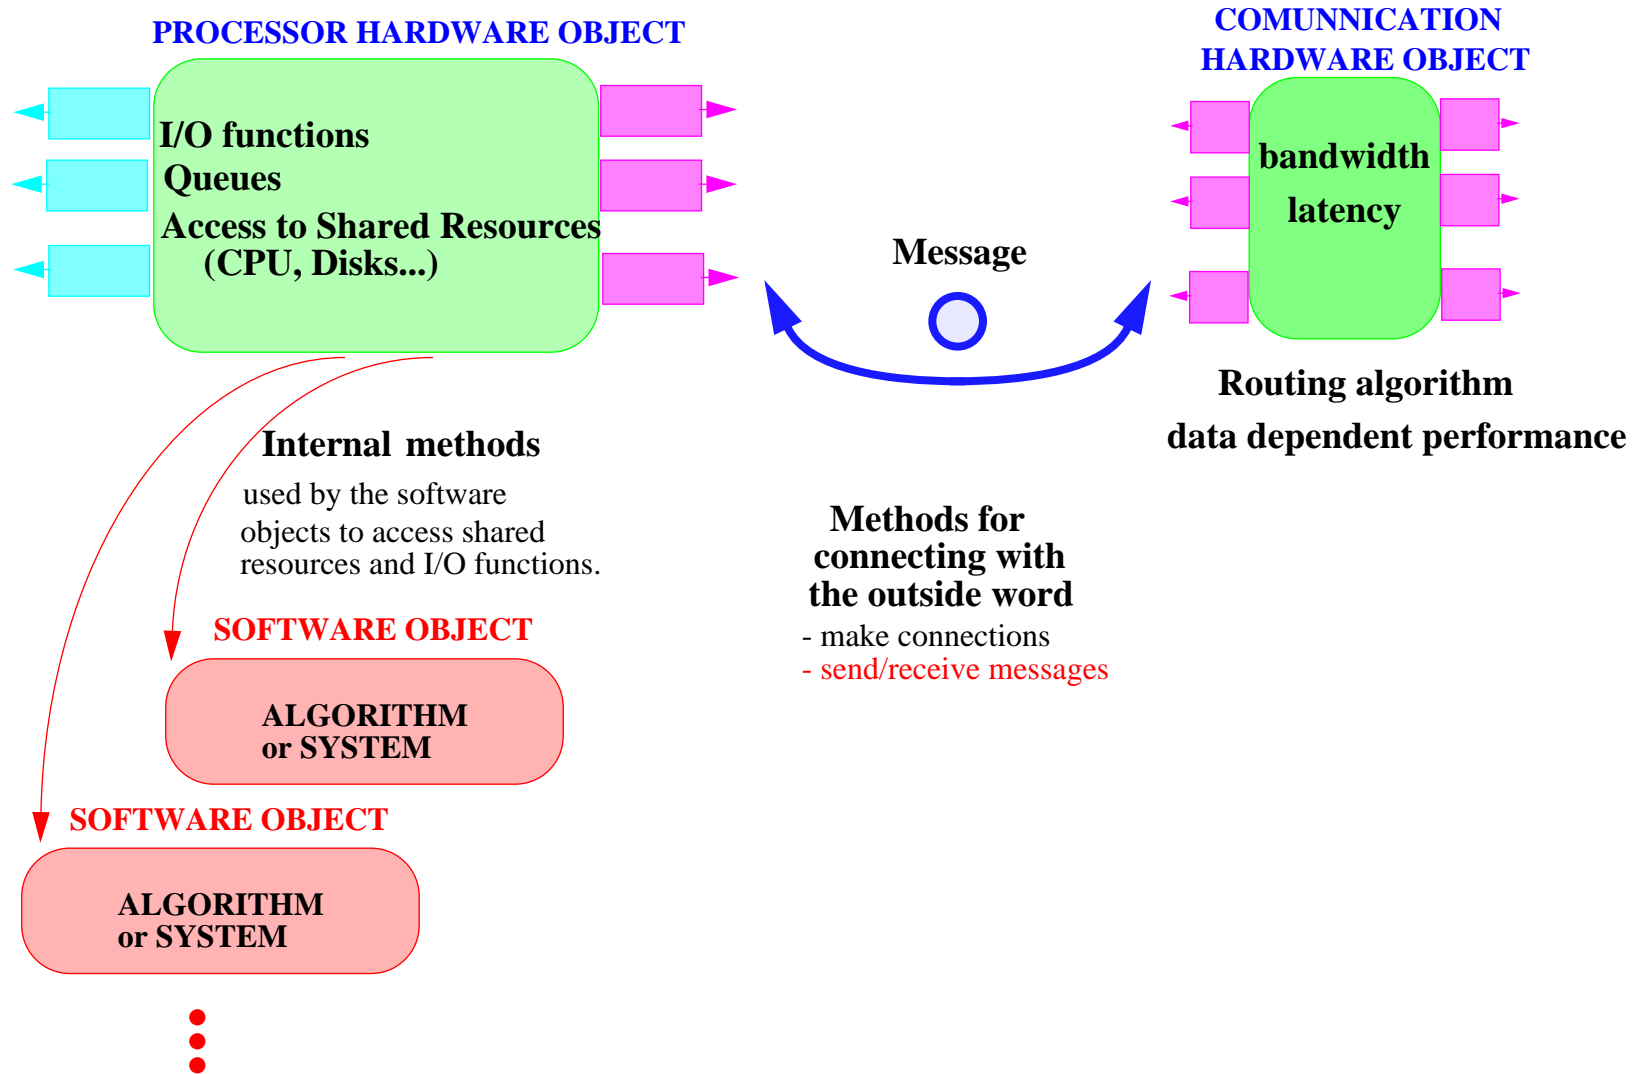 PROCESSOR HARDWARE OBJECT
I/O functions
Queues
Access to Shared Resources
(CPU, Disks...)
COMUNNICATION
HARDWARE OBJECT
bandwidth
latency
Message
Routing algorithm
data dependent performance
Internal methods
used by the software
objects to access shared
resources and I/O functions.
Methods for
connecting with
the outside word
- make connections
- send/receive messages
SOFTWARE OBJECT
ALGORITHM
or SYSTEM
SOFTWARE OBJECT
ALGORITHM
or SYSTEM